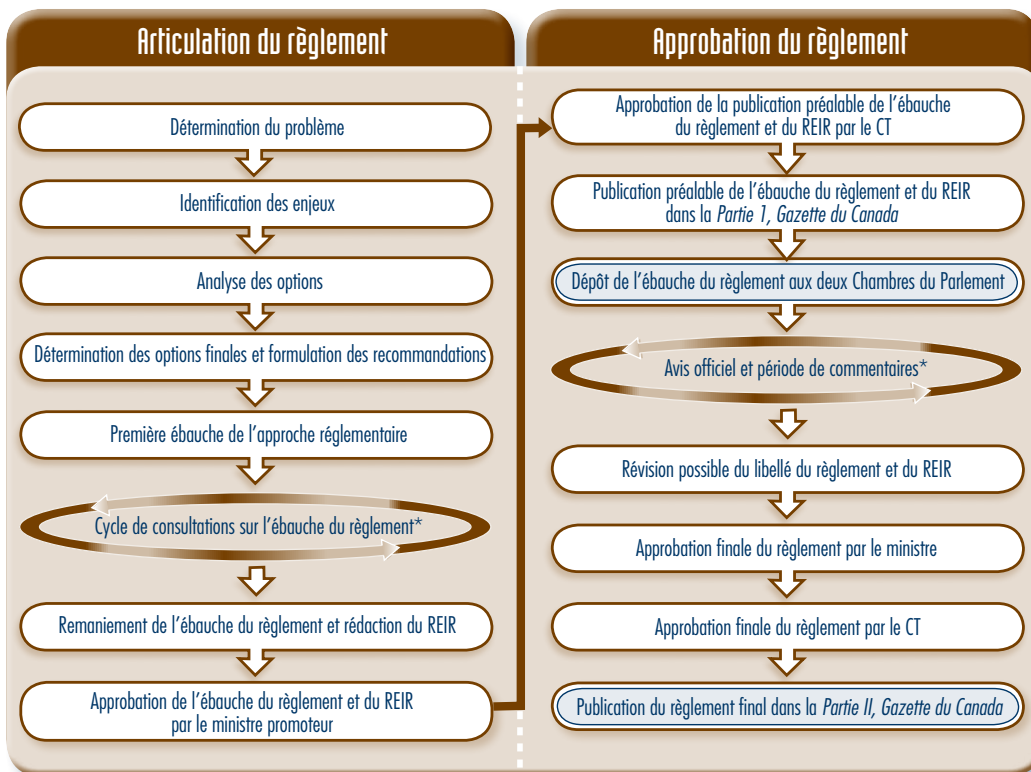 Articulation du règlement
Détermination du problème
Identification des enjeux
Analyse des options
Détermination des options finales et formulation des recommandations
Première ébauche de l'approche réglementaire
Cycle de consultations sur l'ébauche du règlement*
Remaniement de l'ébauche du règlement et rédaction du REIR
Approbation de l'ébauche du règlement et du REIR
par le ministre promoteur
Approbation du règlement
Approbation de la publication préalable de l'ébauche
du règlement et du REIR par le CT
Publication préalable de l'ébauche du règlement et du REIR
dans la Partie 1, Gazette du Canada
Dépôt de l'ébauche du règlement aux deux Chambres du Parlement
Avis officiel et période de commentaires*
Révision possible du libellé du règlement et du REIR
Approbation finale du règlement par le ministre
Approbation finale du règlement par le CT
Publication du règlement final dans la Partie II, Gazette du Canada